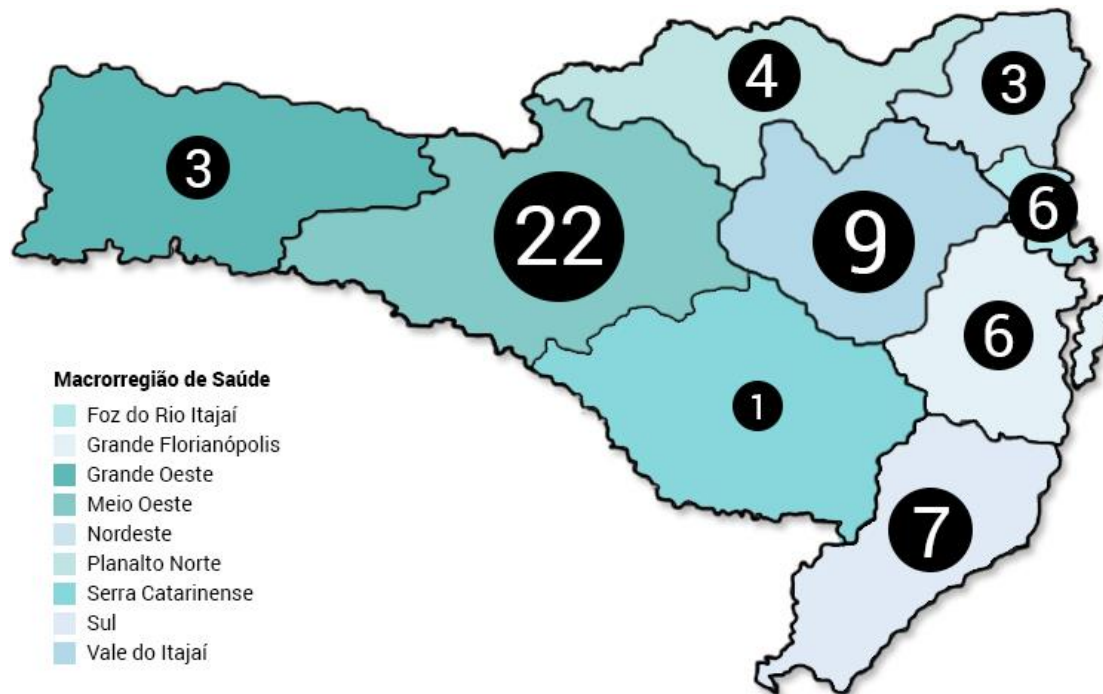 4
3
3
6
22
9
6
1
7
Macrorregião de Saúde
Foz do Rio Itajaí
Grande Florianópolis
Grande Oeste
Meio Oeste
Nordeste
Planalto Norte
Serra Catarinense
Sul
Vale do Itajaí